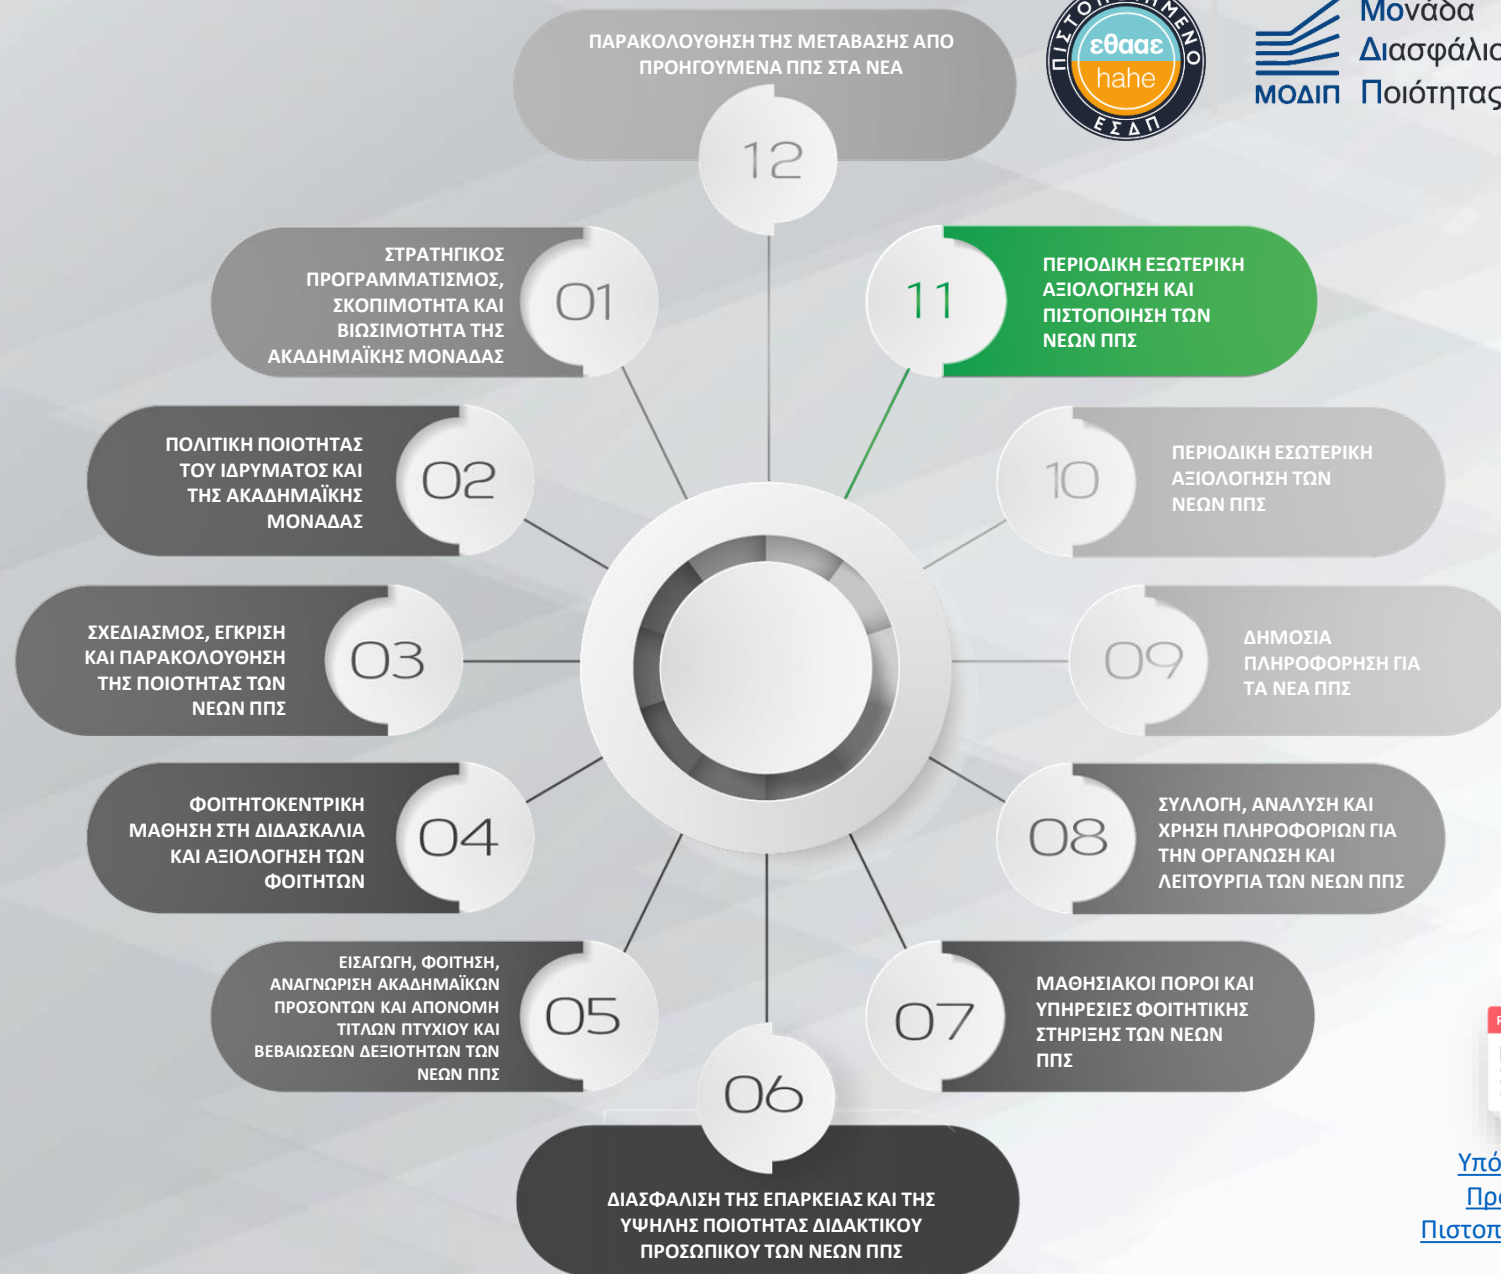 ΠΑΡΑΚΟΛΟΥΘΗΣΗ ΤΗΣ ΜΕΤΑΒΑΣΗΣ ΑΠΟ
ΠΡΟΗΓΟΥΜΕΝΑ ΠΠΣ ΣΤΑ ΝΕΑ
12
εθααε
hahe
ΕΣΔΠ
Μονάδα
ΜΟΔΙΠ Ποιότητας
ΣΤΡΑΤΗΓΙΚΟΣ
ΠΡΟΓΡΑΜΜΑΤΙΣΜΟΣ,
ΣΚΟΠΙΜΟΤΗΤΑ ΚΑΙ
ΒΙΩΣΙΜΟΤΗΤΑ ΤΗΣ
ΑΚΑΔΗΜΑΪΚΗΣ ΜΟΝΑΔΑΣ
01
11
ΠΕΡΙΟΔΙΚΗ ΕΞΩΤΕΡΙΚΗ
ΑΞΙΟΛΟΓΗΣΗ ΚΑΙ
ΠΙΣΤΟΠΟΙΗΣΗ ΤΩΝ
ΝΕΩΝ ΠΠΣ
ΠΟΛΙΤΙΚΗ ΠΟΙΟΤΗΤΑΣ
ΤΟΥ ΙΔΡΥΜΑΤΟΣ ΚΑΙ
ΤΗΣ ΑΚΑΔΗΜΑΪΚΗΣ
ΜΟΝΑΔΑΣ
02
10
ΠΕΡΙΟΔΙΚΗ ΕΣΩΤΕΡΙΚΗ
ΑΞΙΟΛΟΓΗΣΗ ΤΩΝ
ΝΕΩΝ ΠΠΣ
ΣΧΕΔΙΑΣΜΟΣ, ΕΓΚΡΙΣΗ
ΚΑΙ ΠΑΡΑΚΟΛΟΥΘΗΣΗ
ΤΗΣ ΠΟΙΟΤΗΤΑΣ ΤΩΝ
ΝΕΩΝ ΠΠΣ
03
09
ΔΗΜΟΣΙΑ
ΠΛΗΡΟΦΟΡΗΣΗ ΓΙΑ
ΤΑ ΝΕΑ ΠΠΣ
ΦΟΙΤΗΤΟΚΕΝΤΡΙΚΗ
ΜΑΘΗΣΗ ΣΤΗ ΔΙΔΑΣΚΑΛΙΑ
ΚΑΙ ΑΞΙΟΛΟΓΗΣΗ ΤΩΝ
ΦΟΙΤΗΤΩΝ
04
08
ΣΥΛΛΟΓΗ, ΑΝΑΛΥΣΗ ΚΑΙ
ΧΡΗΣΗ ΠΛΗΡΟΦΟΡΙΩΝ ΓΙΑ
ΤΗΝ ΟΡΓΑΝΩΣΗ ΚΑΙ
ΛΕΙΤΟΥΡΓΙΑ ΤΩΝ ΝΕΩΝ ΠΠΣ
ΕΙΣΑΓΩΓΗ, ΦΟΙΤΗΣΗ,
ΑΝΑΓΝΩΡΙΣΗ ΑΚΑΔΗΜΑΪΚΩΝ
ΠΡΟΣΟΝΤΩΝ ΚΑΙ ΑΠΟΝΟΜΗ
ΤΙΤΛΩΝ ΠΤΥΧΙΟΥ ΚΑΙ
ΒΕΒΑΙΩΣΕΩΝ ΔΕΞΙΟΤΗΤΩΝ ΤΩΝ
ΝΕΩΝ ΠΠΣ
05
07
ΜΑΘΗΣΙΑΚΟΙ ΠΟΡΟΙ ΚΑΙ
ΥΠΗΡΕΣΙΕΣ ΦΟΙΤΗΤΙΚΗΣ
ΣΤΗΡΙΞΗΣ ΤΩΝ ΝΕΩΝ
ΠΠΣ
06
ΔΙΑΣΦΑΛΙΣΗ ΤΗΣ ΕΠΑΡΚΕΙΑΣ ΚΑΙ ΤΗΣ
ΥΨΗΛΗΣ ΠΟΙΟΤΗΤΑΣ ΔΙΔΑΚΤΙΚΟΥ
ΠΡΟΣΩΠΙΚΟΥ ΤΩΝ ΝΕΩΝ ΠΠΣ